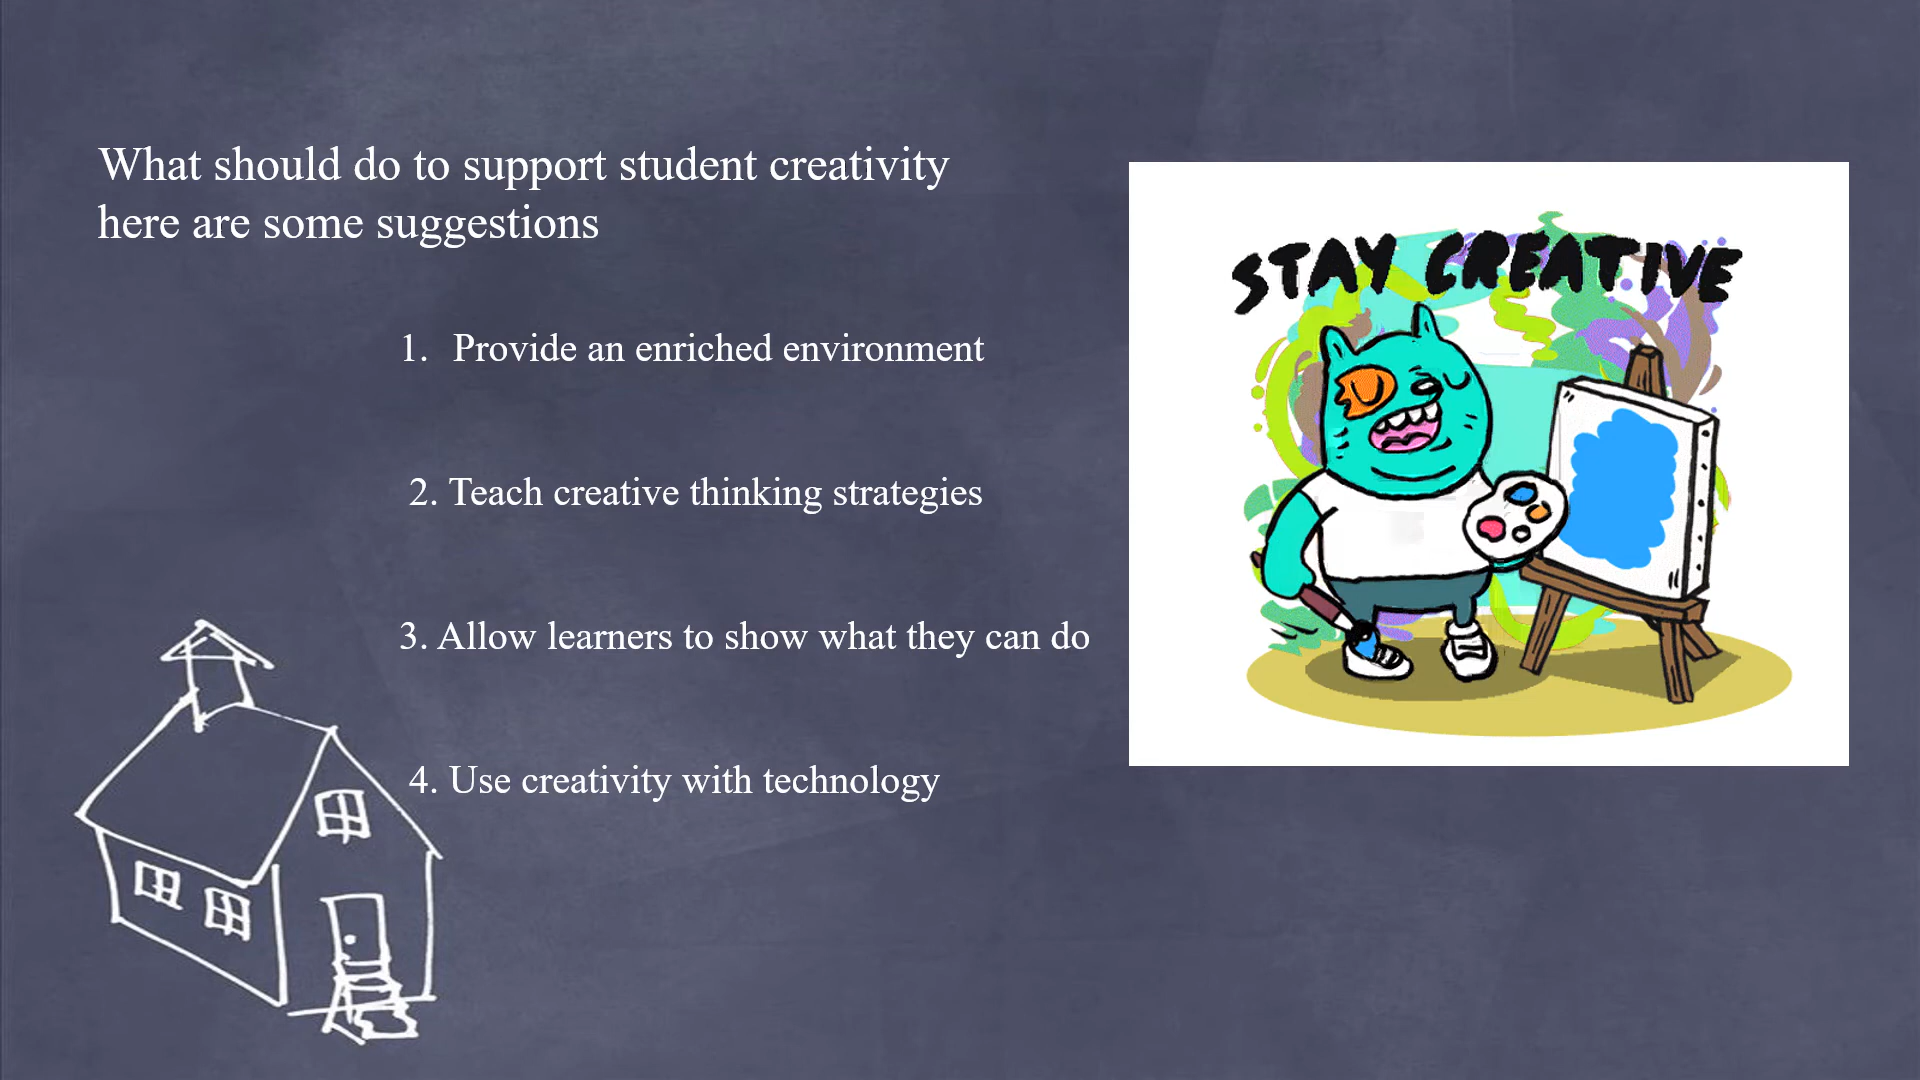 What should do to support student creativity
here are some suggestions
1. Provide an enriched environment
2. Teach creative thinking strategies
3. Allow learners to show what they can do
4. Use creativity with technology
STAY CREATIVE